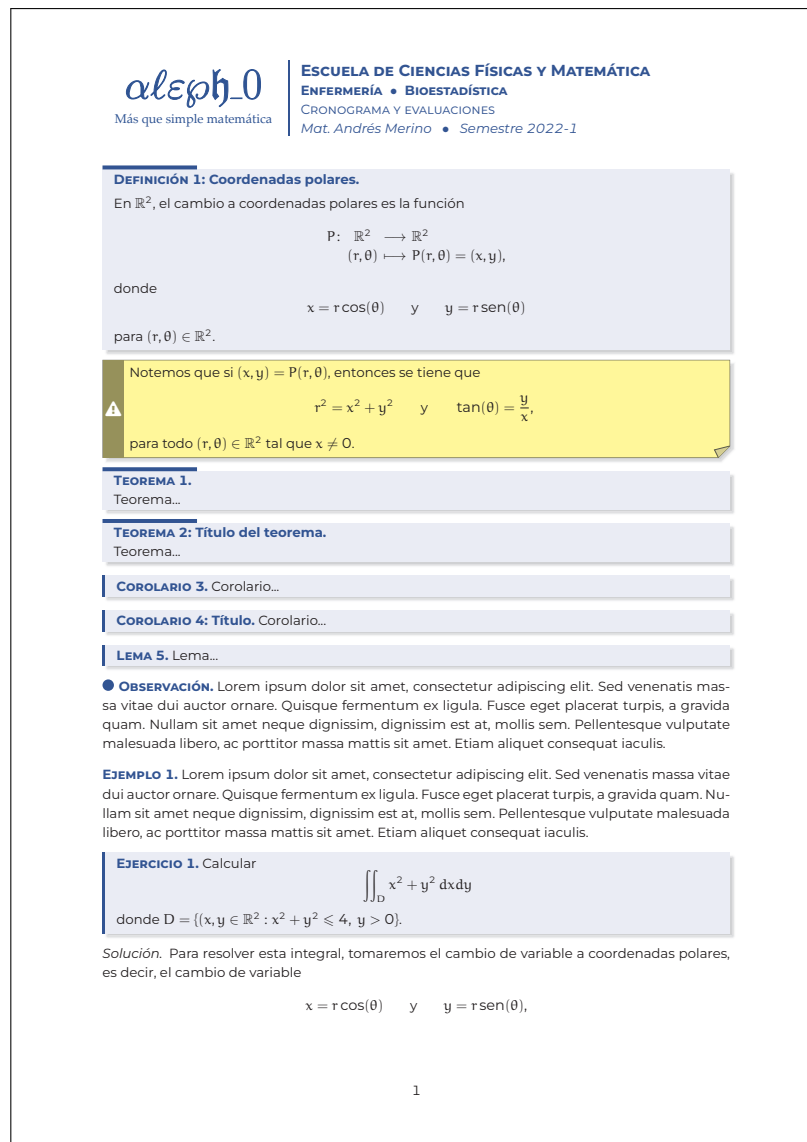 alephℵ_0
Más que simple matemática
ESCUELA DE CIENCIAS FÍSICAS Y MATEMÁTICA
ENFERMERÍA • BIOESTADÍSTICA
CRONOGRAMA Y EVALUACIONES
Mat. Andrés Merino • Semestre 2022-1
DEFINICIÓN 1: Coordenadas polares.
En ℝ², el cambio a coordenadas polares es la función
P: ℝ² ⟶ ℝ²
(r, θ) ⟼ P(r, θ) = (x, y),
donde
x = r cos(θ) y y = r sen(θ)
para (r, θ) ∈ ℝ².
Notemos que si (x, y) = P(r, θ), entonces se tiene que
r² = x² + y² y tan(θ) = y/x,
para todo (r, θ) ∈ ℝ² tal que x ≠ 0.
TEOREMA 1.
Teorema...
TEOREMA 2: Título del teorema.
Teorema...
COROLARIO 3. Corolario...
COROLARIO 4: Título. Corolario...
LEMA 5. Lema...
● OBSERVACIÓN. Lorem ipsum dolor sit amet, consectetur adipiscing elit. Sed venenatis mas-
sa vitae dui auctor ornare. Quisque fermentum ex ligula. Fusce eget placerat turpis, a gravida
quam. Nullam sit amet neque dignissim, dignissim est at, mollis sem. Pellentesque vulputate
malesuada libero, ac porttitor massa mattis sit amet. Etiam aliquet consequat iaculis.
EJEMPLO 1. Lorem ipsum dolor sit amet, consectetur adipiscing elit. Sed venenatis massa vitae
dui auctor ornare. Quisque fermentum ex ligula. Fusce eget placerat turpis, a gravida quam. Nu-
llam sit amet neque dignissim, dignissim est at, mollis sem. Pellentesque vulputate malesuada
libero, ac porttitor massa mattis sit amet. Etiam aliquet consequat iaculis.
EJERCICIO 1. Calcular
∬_D x² + y² dxdy
donde D = {(x, y ∈ ℝ² : x² + y² ⩽ 4, y > 0}.
Solución. Para resolver esta integral, tomaremos el cambio de variable a coordenadas polares,
es decir, el cambio de variable
x = r cos(θ) y y = r sen(θ),
1